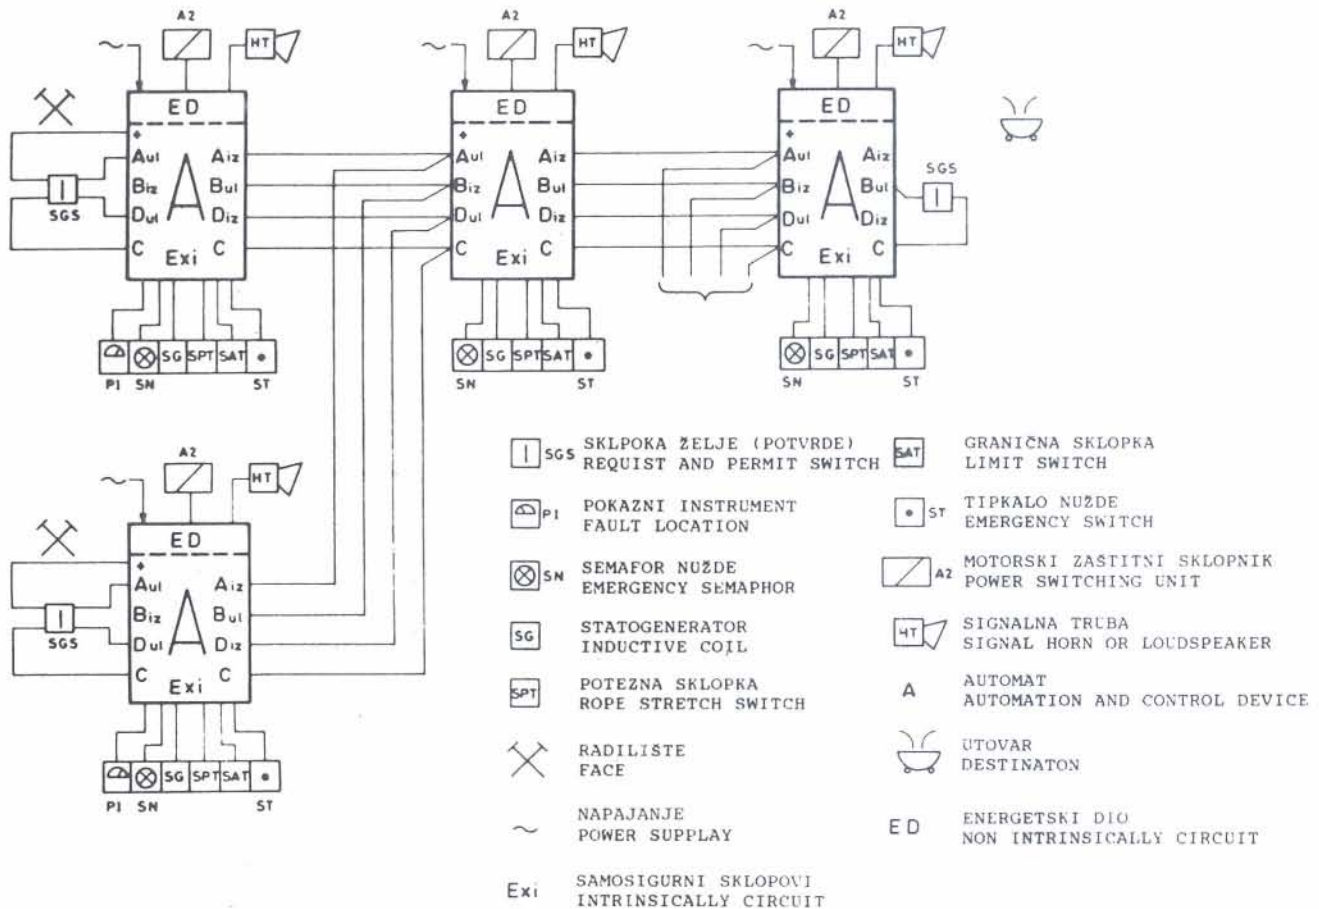 A2
A2
A2
~ HT
~ HT
~ HT
ED
ED
ED
+
+
+
Aul Aiz
Biz Bul
Dul Diz
C C
A
Exi
SGS
Aul Aiz
Biz Bul
Dul Diz
C C
A
Exi
Aul Aiz
Biz Bul
Dul Diz
C C
A
Exi
SGS
SG SPT SAT
PI SN ST
SG SPT SAT
SN ST
SG SPT SAT
SN ST
A2
~ HT
ED
+
Aul Aiz
Biz Bul
Dul Diz
C C
A
Exi
SGS
SG SPT SAT
PI SN ST
SGS SKLPOKA ŽELJE (POTVRDE)
REQUIST AND PERMIT SWITCH
PI POKAZNI INSTRUMENT
FAULT LOCATION
SN SEMAFOR NUŽDE
EMERGENCY SEMAPHOR
SG STATOGENERATOR
INDUCTIVE COIL
SPT POTEZNA SKLOPKA
ROPE STRETCH SWITCH
RADILIŠTE
FACE
~ NAPAJANJE
POWER SUPPLAY
Exi SAMOSIGURNI SKLOPOVI
INTRINSICALLY CIRCUIT
SAT GRANIČNA SKLOPKA
LIMIT SWITCH
ST TIPKALO NUŽDE
EMERGENCY SWITCH
A2 MOTORSKI ZAŠTITNI SKLOPNIK
POWER SWITCHING UNIT
HT SIGNALNA TRUBA
SIGNAL HORN OR LOUDSPEAKER
A AUTOMAT
AUTOMATION AND CONTROL DEVICE
UTOVAR
DESTINATON
ED ENERGETSKI DIO
NON INTRINSICALLY CIRCUIT